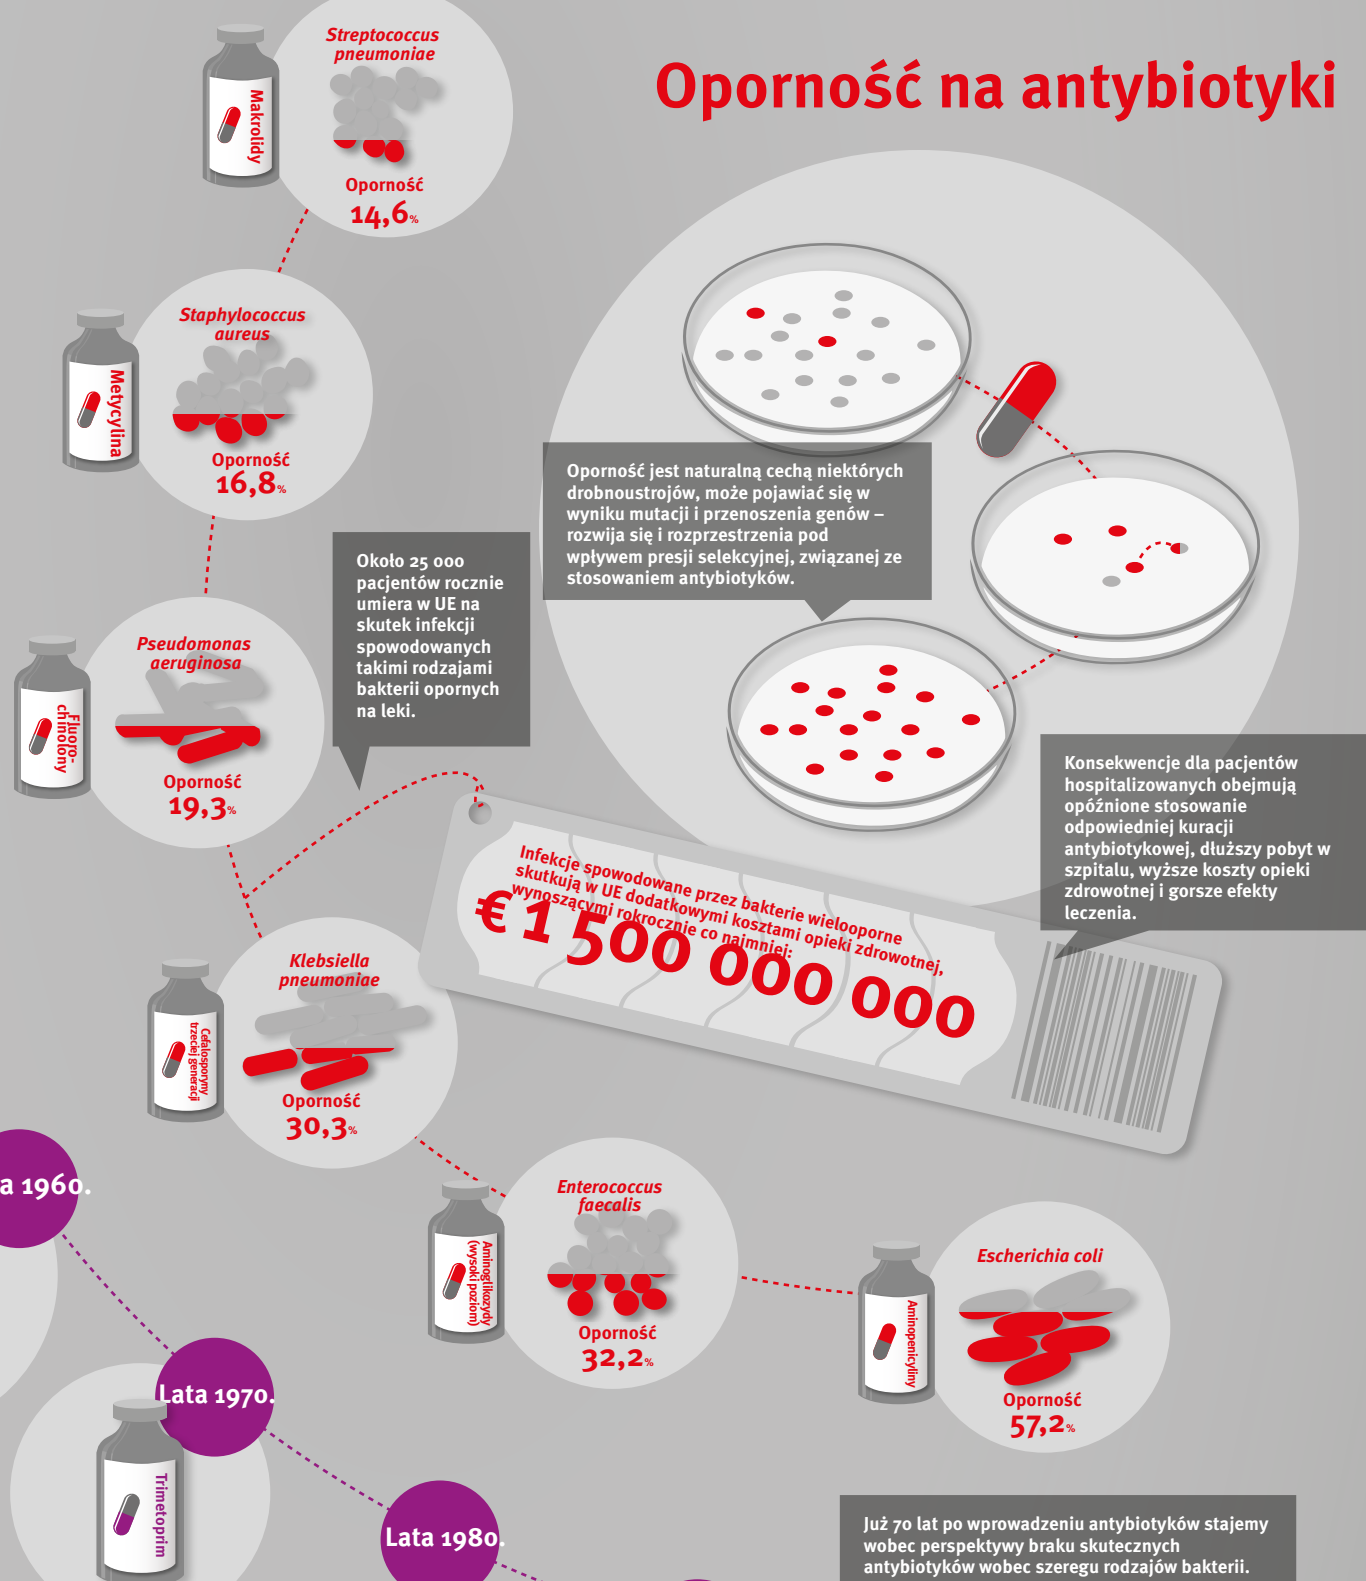 Oporność na antybiotyki
Makrolidy
Streptococcus
pneumoniae
Oporność
14,6%
Metycylina
Staphylococcus
aureus
Oporność
16,8%
Oporność jest naturalną cechą niektórych
drobnoustrojów, może pojawiać się w
wyniku mutacji i przenoszenia genów –
rozwija się i rozprzestrzenia pod
wpływem presji selekcyjnej, związanej ze
stosowaniem antybiotyków.
Około 25 000
pacjentów rocznie
umiera w UE na
skutek infekcji
spowodowanych
takimi rodzajami
bakterii opornych
na leki.
Fluoro-
chinolony
Pseudomonas
aeruginosa
Oporność
19,3%
Konsekwencje dla pacjentów
hospitalizowanych obejmują
opóźnione stosowanie
odpowiedniej kuracji
antybiotykowej, dłuższy pobyt w
szpitalu, wyższe koszty opieki
zdrowotnej i gorsze efekty
leczenia.
Infekcje spowodowane przez bakterie wielooporne
skutkują w UE dodatkowymi kosztami opieki zdrowotnej,
wynoszącymi rokrocznie co najmniej:
€ 1 500 000 000
Cefalosporyny
trzeciej generacji
Klebsiella
pneumoniae
Oporność
30,3%
Aminoglikozydy
(wysoki poziom)
Enterococcus
faecalis
Oporność
32,2%
Aminopenicyliny
Escherichia coli
Oporność
57,2%
a 1960.
Lata 1970.
Trimetoprim
Lata 1980.
Już 70 lat po wprowadzeniu antybiotyków stajemy
wobec perspektywy braku skutecznych
antybiotyków wobec szeregu rodzajów bakterii.